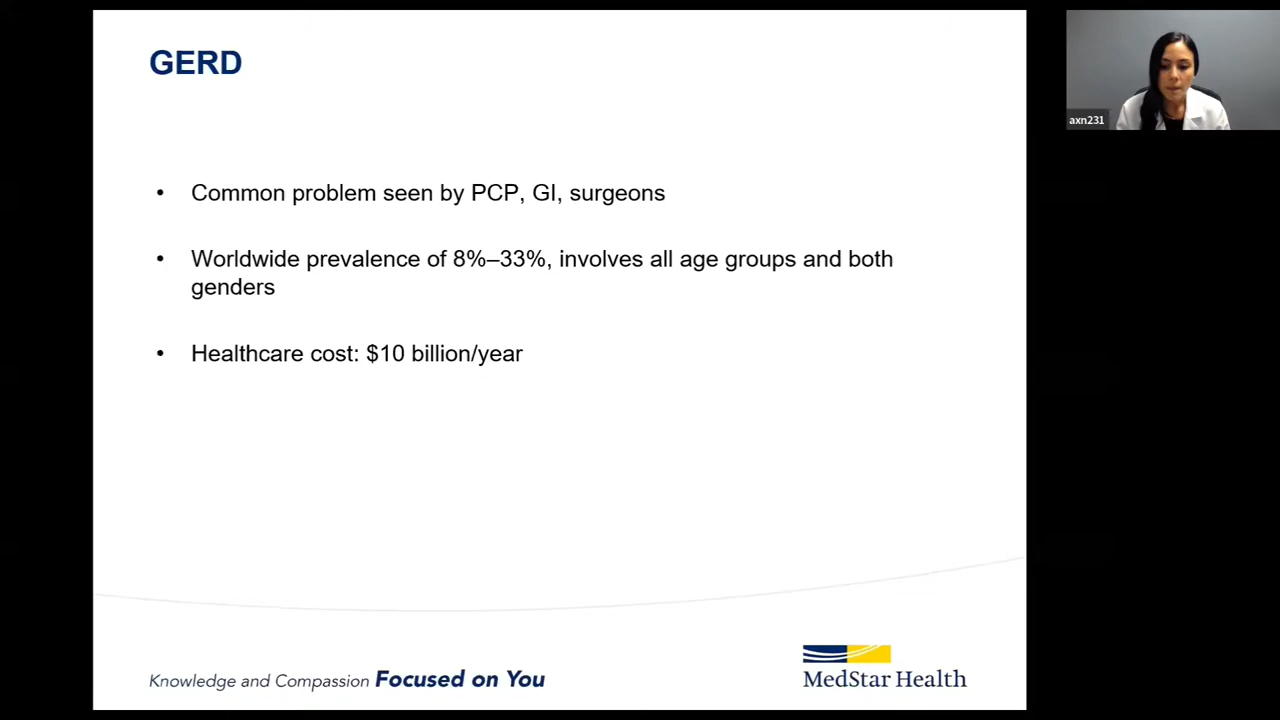 GERD
axn231
• Common problem seen by PCP, GI, surgeons
• Worldwide prevalence of 8%–33%, involves all age groups and both
genders
• Healthcare cost: $10 billion/year
Knowledge and Compassion Focused on You
MedStar Health